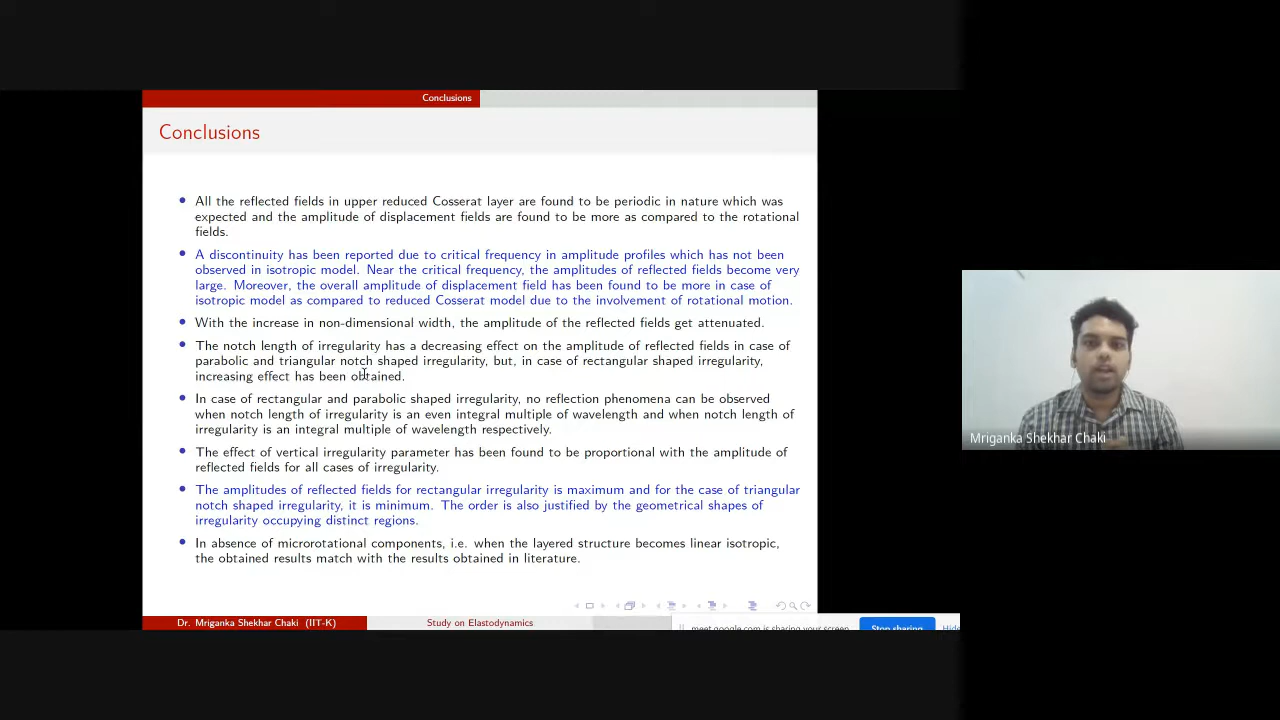 Conclusions
Conclusions
• All the reflected fields in upper reduced Cosserat layer are found to be periodic in nature which was
expected and the amplitude of displacement fields are found to be more as compared to the rotational
fields.
• A discontinuity has been reported due to critical frequency in amplitude profiles which has not been
observed in isotropic model. Near the critical frequency, the amplitudes of reflected fields become very
large. Moreover, the overall amplitude of displacement field has been found to be more in case of
isotropic model as compared to reduced Cosserat model due to the involvement of rotational motion.
• With the increase in non-dimensional width, the amplitude of the reflected fields get attenuated.
• The notch length of irregularity has a decreasing effect on the amplitude of reflected fields in case of
parabolic and triangular notch shaped irregularity, but, in case of rectangular shaped irregularity,
increasing effect has been obtained.
• In case of rectangular and parabolic shaped irregularity, no reflection phenomena can be observed
when notch length of irregularity is an even integral multiple of wavelength and when notch length of
irregularity is an integral multiple of wavelength respectively.
• The effect of vertical irregularity parameter has been found to be proportional with the amplitude of
reflected fields for all cases of irregularity.
• The amplitudes of reflected fields for rectangular irregularity is maximum and for the case of triangular
notch shaped irregularity, it is minimum. The order is also justified by the geometrical shapes of
irregularity occupying distinct regions.
• In absence of microrotational components, i.e. when the layered structure becomes linear isotropic,
the obtained results match with the results obtained in literature.
Dr. Mriganka Shekhar Chaki (IIT-K) Study on Elastodynamics
meet.google.com is sharing your screen. Stop sharing Hide
Mriganka Shekhar Chaki